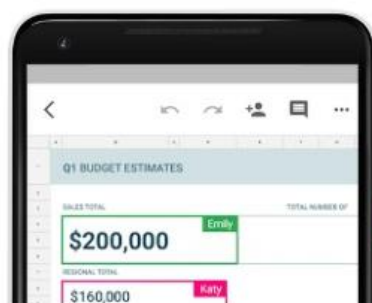 Q1 BUDGET ESTIMATES
SALES TOTAL
TOTAL NUMBER OF
Emily
$200,000
REGIONAL TOTAL
Katy
$160,000